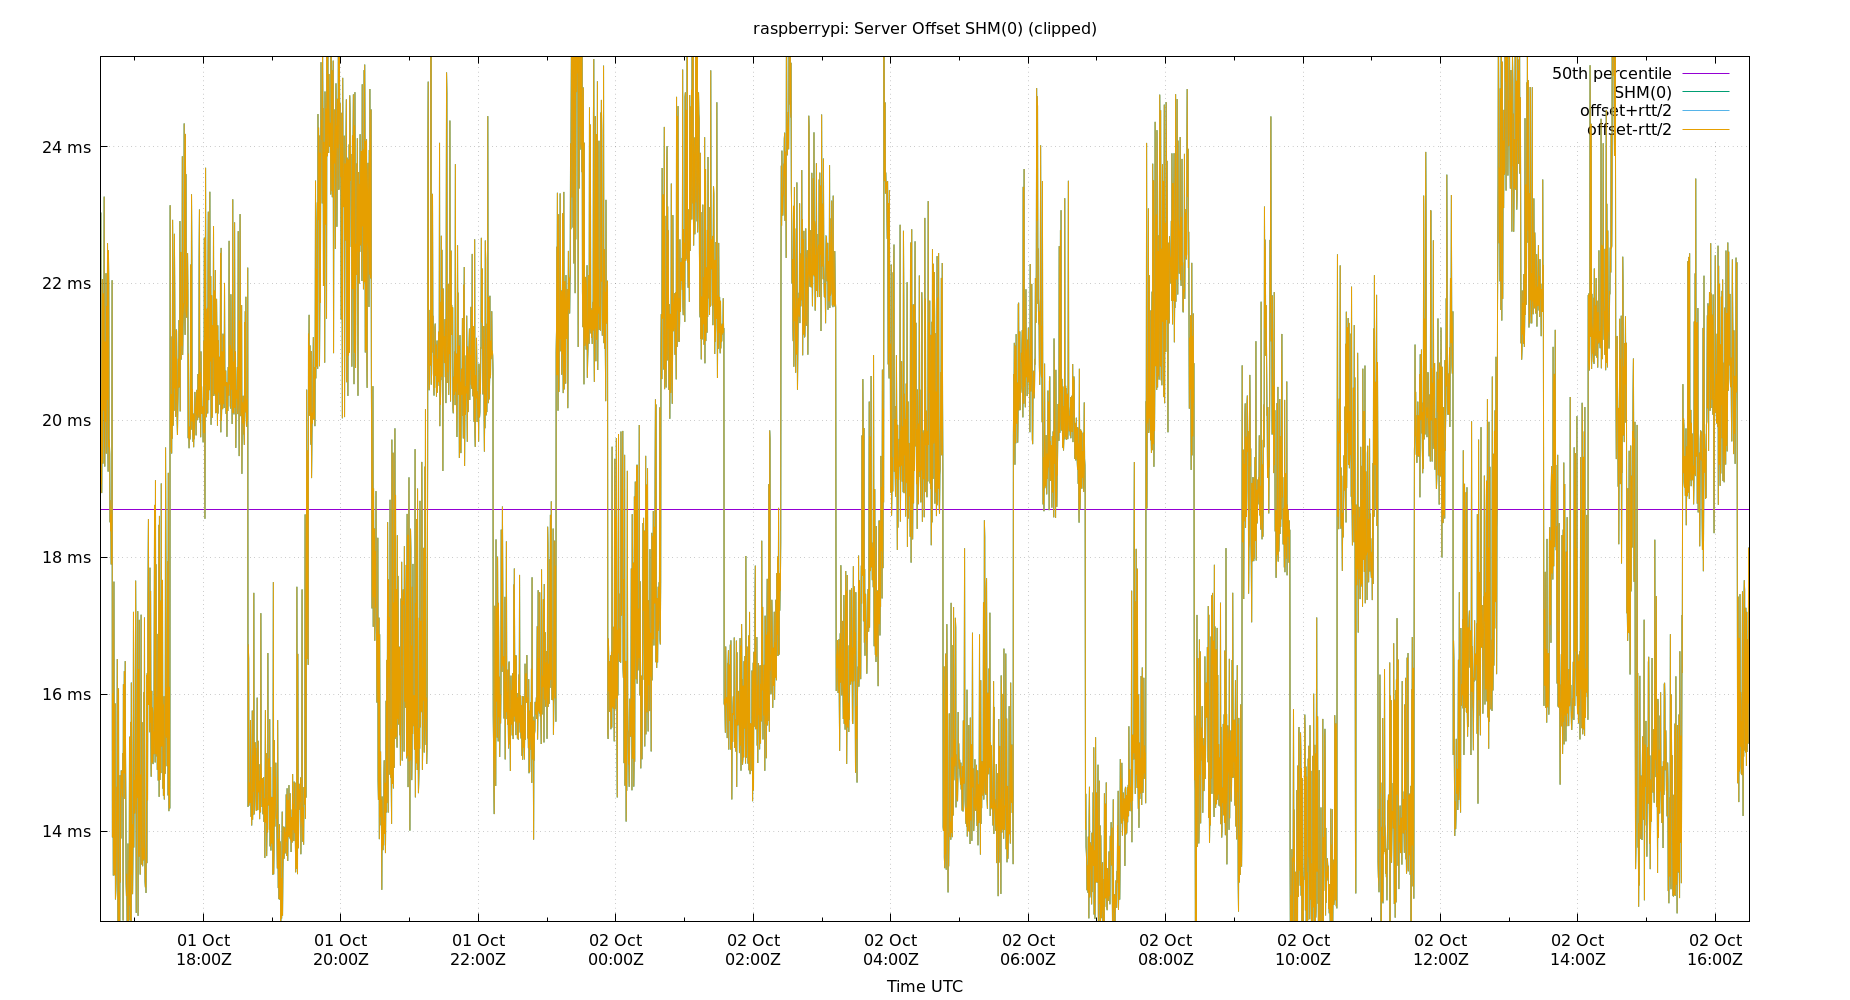 raspberrypi: Server Offset SHM(0) (clipped)
50th percentile
SHM(0)
offset+rtt/2
offset-rtt/2
24 ms
22 ms
20 ms
18 ms
16 ms
14 ms
01 Oct 01 Oct 01 Oct 02 Oct 02 Oct 02 Oct 02 Oct 02 Oct 02 Oct 02 Oct 02 Oct 02 Oct
18:00Z 20:00Z 22:00Z 00:00Z 02:00Z 04:00Z 06:00Z 08:00Z 10:00Z 12:00Z 14:00Z 16:00Z
Time UTC